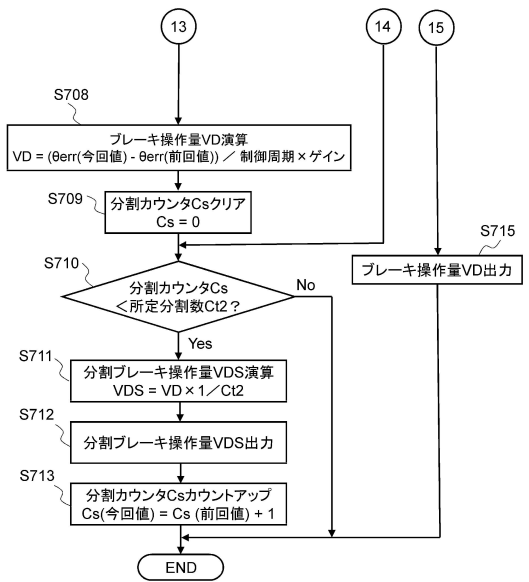 13
14
15
S708
ブレーキ操作量VD演算
VD = (θerr(今回値) - θerr(前回値)) / 制御周期×ゲイン
S709
分割カウンタCsクリア
Cs = 0
S710
分割カウンタCs
<所定分割数Ct2?
No
Yes
S715
ブレーキ操作量VD出力
S711
分割ブレーキ操作量VDS演算
VDS = VD×1/Ct2
S712
分割ブレーキ操作量VDS出力
S713
分割カウンタCsカウントアップ
Cs(今回値) = Cs (前回値) + 1
END